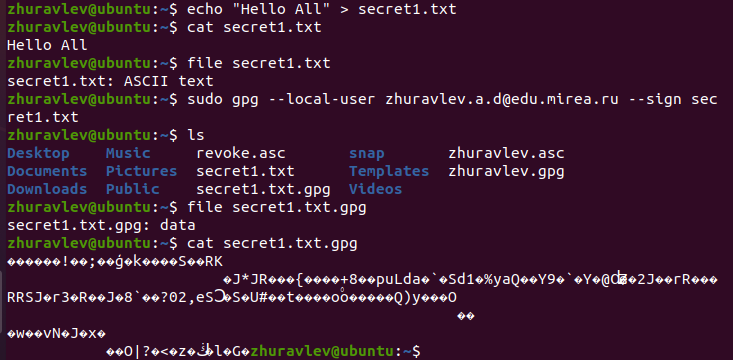 zhuravlev@ubuntu:~$ echo "Hello All" > secret1.txt
zhuravlev@ubuntu:~$ cat secret1.txt
Hello All
zhuravlev@ubuntu:~$ file secret1.txt
secret1.txt: ASCII text
zhuravlev@ubuntu:~$ sudo gpg --local-user zhuravlev.a.d@edu.mirea.ru --sign sec
ret1.txt
zhuravlev@ubuntu:~$ ls
Desktop Music revoke.asc snap zhuravlev.asc
Documents Pictures secret1.txt Templates zhuravlev.gpg
Downloads Public secret1.txt.gpg Videos
zhuravlev@ubuntu:~$ file secret1.txt.gpg
secret1.txt.gpg: data
zhuravlev@ubuntu:~$ cat secret1.txt.gpg
������!��;��ģ�k����S��RK
�J*JR���{����+8��puLda�`�Sd1�%yaQ��Y9�`�Y�@�2J��rR���
RRSJ�r3�R��J�8`��?02,eS�S�U#��t����o�����Q)y���O
��
�w��vN�J�x�
��O|?�<�z�l�G�zhuravlev@ubuntu:~$